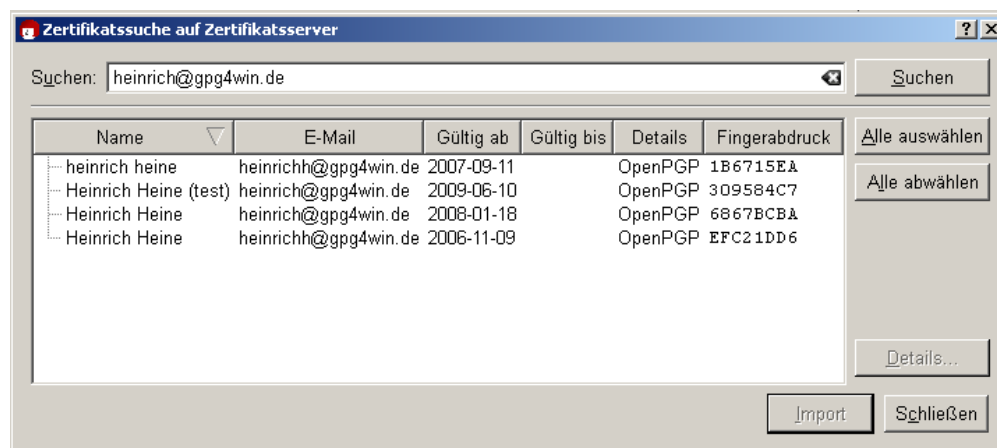 Zertifikatssuche auf Zertifikatsserver
Suchen: heinrich@gpg4win.de Suchen
Name E-Mail Gültig ab Gültig bis Details Fingerabdruck Alle auswählen
heinrich heine heinrichh@gpg4win.de 2007-09-11 OpenPGP 1B6715EA
Heinrich Heine (test) heinrich@gpg4win.de 2009-06-10 OpenPGP 309584C7
Alle abwählen
Heinrich Heine heinrich@gpg4win.de 2008-01-18 OpenPGP 6867BCBA
Heinrich Heine heinrichh@gpg4win.de 2006-11-09 OpenPGP EFC21DD6
Details...
Import Schließen